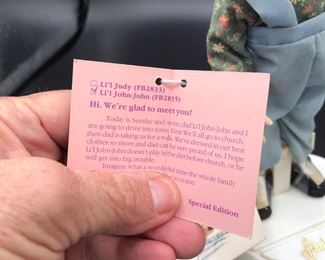 Li'l Judy (FB2833)
Li'l John-John (FB2835)
Hi. We're glad to meet you!
Today is Sunday and mom, dad Li'l John-John and I
are going to drive into town. First We'll all go to church,
then dad is taking us for a walk. We're dressed in our best
clothes so mom and dad can be very proud of us. I hope
Li'l John-John doesn't play in the dirt before church, or he
will get into big trouble.
Imagine what a wonderful time the whole family
to come.
Special Edition